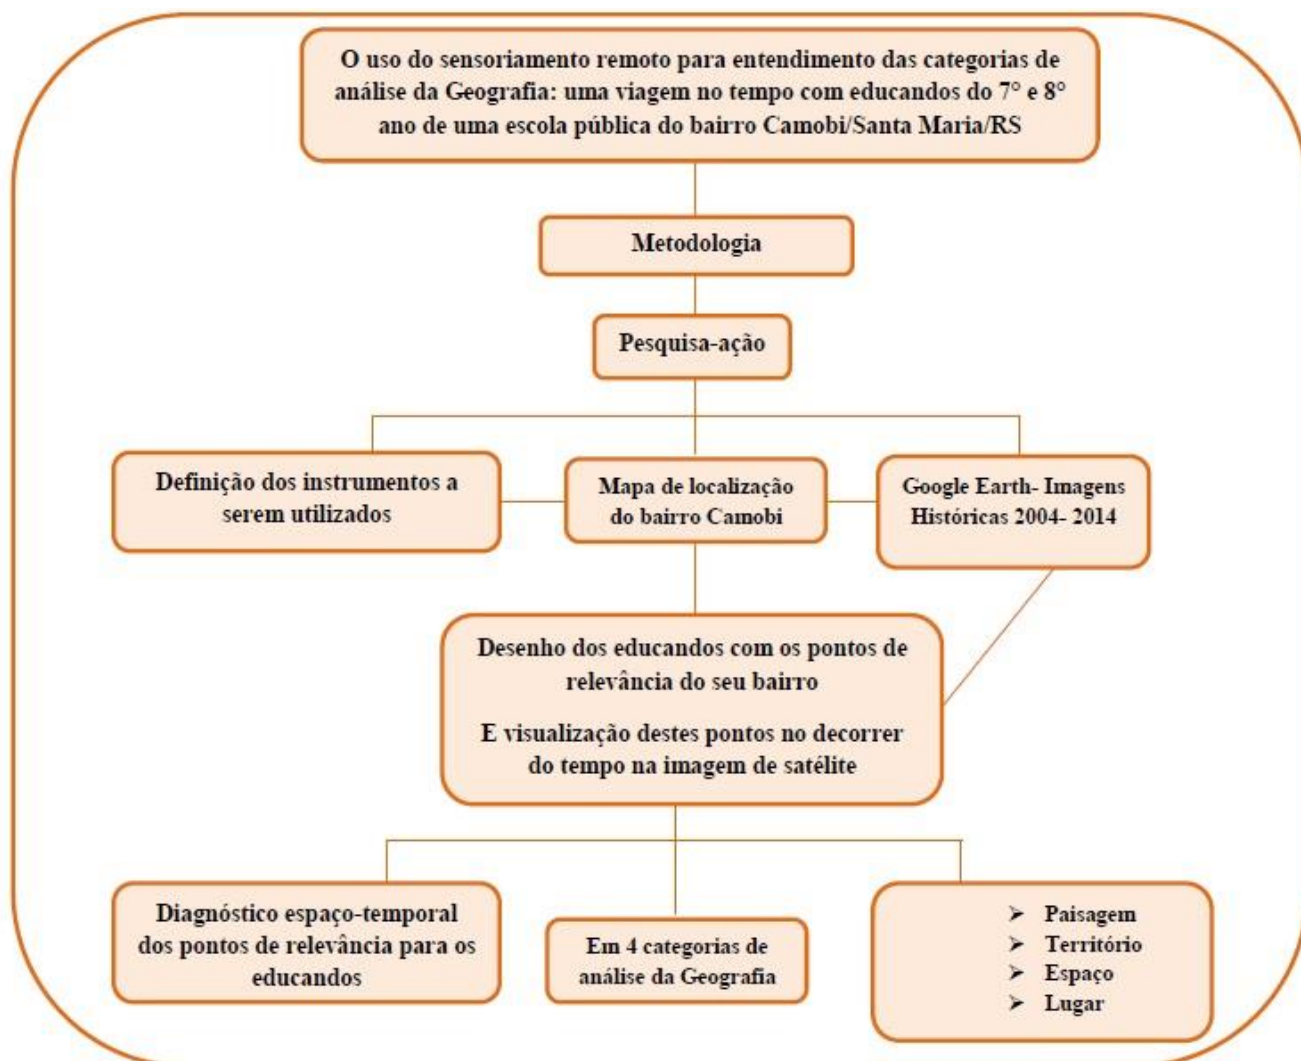 O uso do sensoriamento remoto para entendimento das categorias de
análise da Geografia: uma viagem no tempo com educandos do 7° e 8°
ano de uma escola pública do bairro Camobi/Santa Maria/RS
Metodologia
Pesquisa-ação
Definição dos instrumentos a
serem utilizados
Mapa de localização
do bairro Camobi
Google Earth- Imagens
Históricas 2004- 2014
Desenho dos educandos com os pontos de
relevância do seu bairro
E visualização destes pontos no decorrer
do tempo na imagem de satélite
Diagnóstico espaço-temporal
dos pontos de relevância para os
educandos
Em 4 categorias de
análise da Geografia
➢ Paisagem
➢ Território
➢ Espaço
➢ Lugar